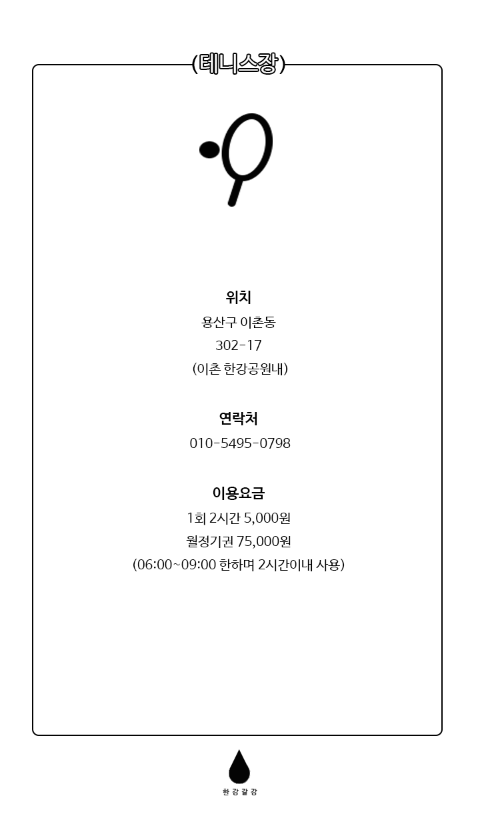 (테니스장)
위치
용산구 이촌동
302-17
(이촌 한강공원내)
연락처
010-5495-0798
이용요금
1회 2시간 5,000원
월정기권 75,000원
(06:00~09:00 한하며 2시간이내 사용)
한강갈강